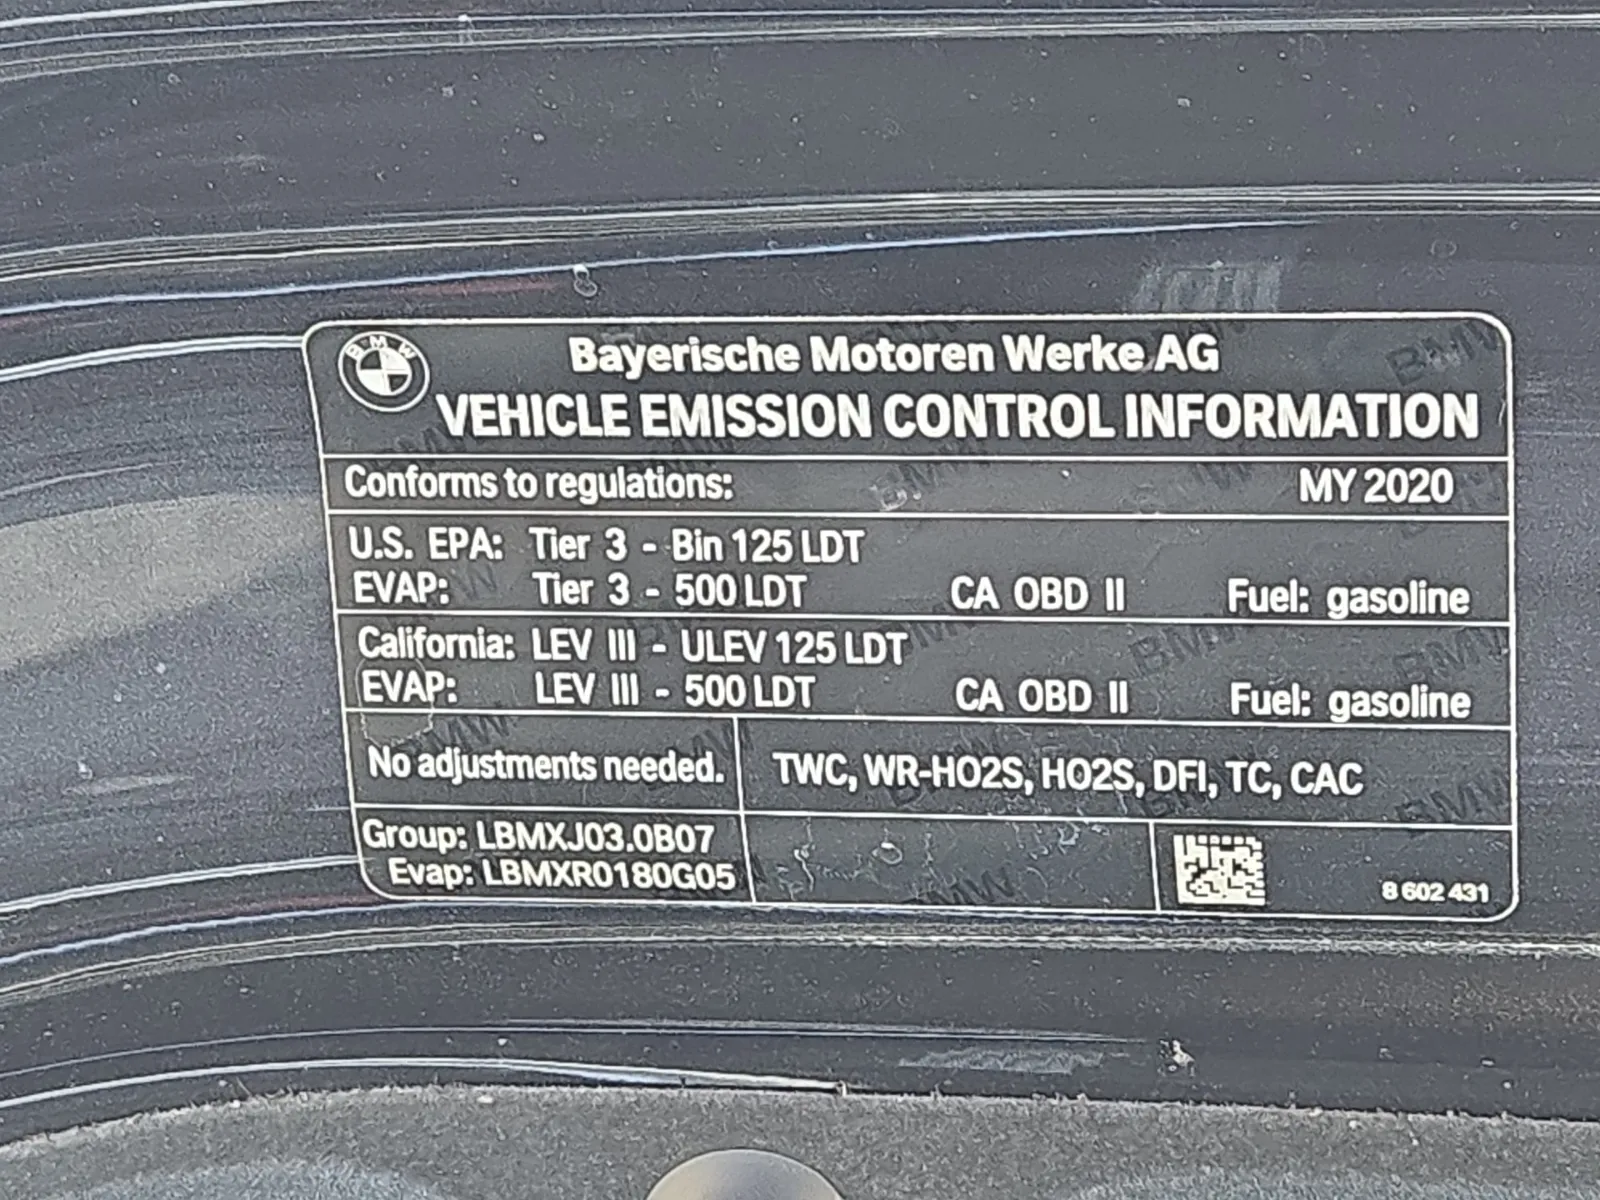 BMW
Bayerische Motoren Werke AG
VEHICLE EMISSION CONTROL INFORMATION
Conforms to regulations: MY 2020
U.S. EPA: Tier 3 - Bin 125 LDT
EVAP: Tier 3 - 500 LDT CA OBD II Fuel: gasoline
California: LEV III - ULEV 125 LDT
EVAP: LEV III - 500 LDT CA OBD II Fuel: gasoline
No adjustments needed. TWC, WR-HO2S, HO2S, DFI, TC, CAC
Group: LBMXJ03.0B07
Evap: LBMXR0180G05
8 602 431